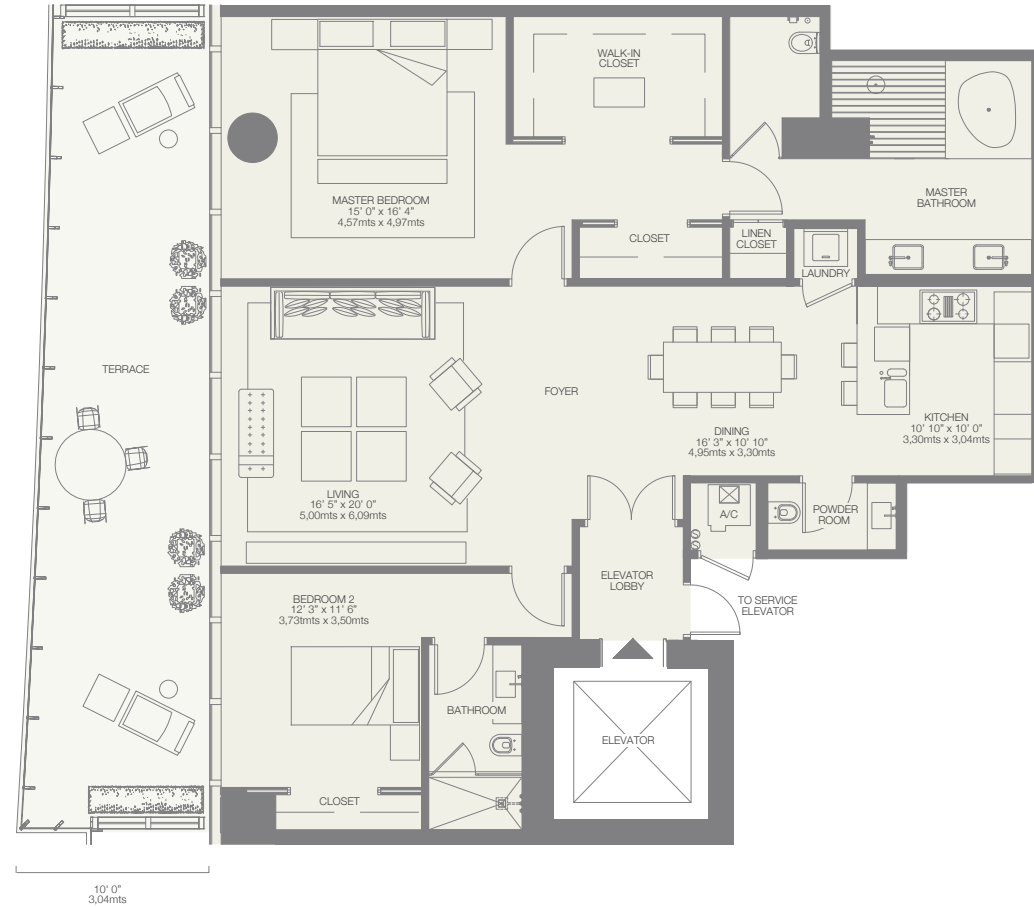 WALK-IN
CLOSET
MASTER BEDROOM
15' 0" x 16' 4"
4,57mts x 4,97mts
MASTER
BATHROOM
CLOSET
LINEN
CLOSET
LAUNDRY
TERRACE
FOYER
DINING
16' 3" x 10' 10"
4,95mts x 3,30mts
KITCHEN
10' 10" x 10' 0"
3,30mts x 3,04mts
LIVING
16' 5" x 20' 0"
5,00mts x 6,09mts
A/C
POWDER
ROOM
ELEVATOR
LOBBY
TO SERVICE
ELEVATOR
BEDROOM 2
12' 3" x 11' 6"
3,73tmts x 3,50mts
BATHROOM
ELEVATOR
CLOSET
10' 0"
3,04mts